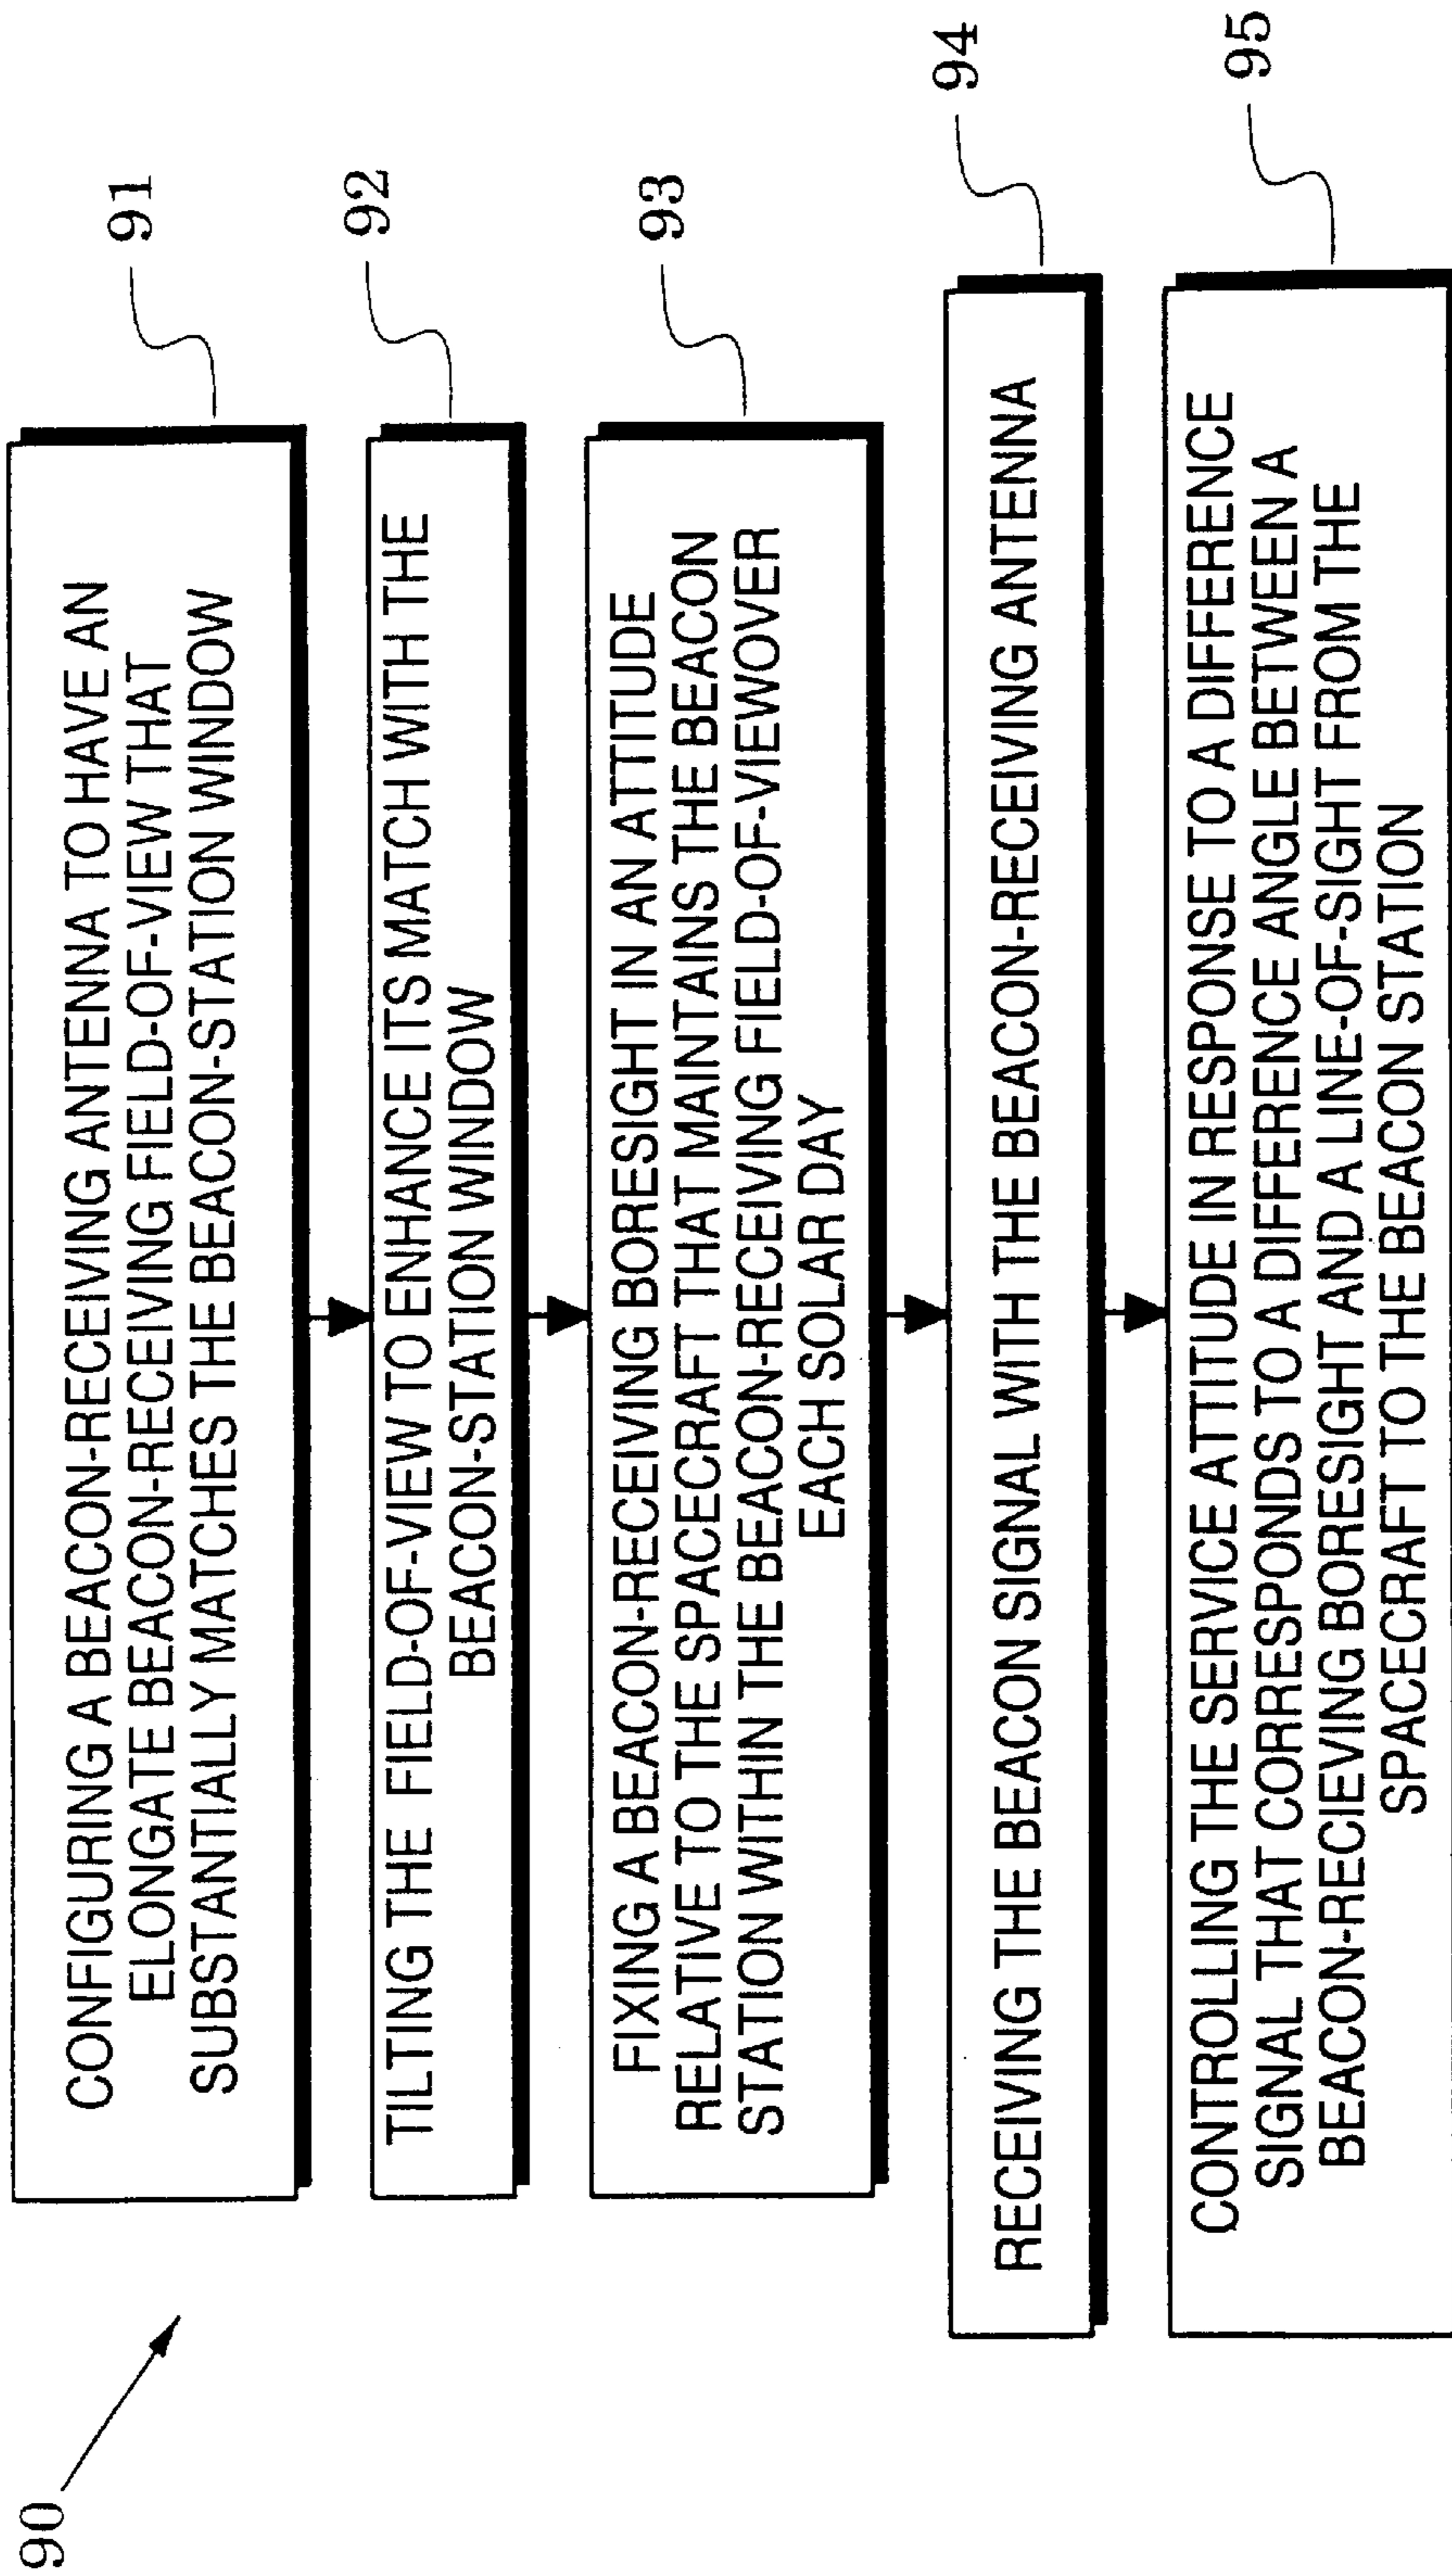 90
CONFIGURING A BEACON-RECEIVING ANTENNA TO HAVE AN
ELONGATE BEACON-RECEIVING FIELD-OF-VIEW THAT
SUBSTANTIALLY MATCHES THE BEACON-STATION WINDOW
91
TILTING THE FIELD-OF-VIEW TO ENHANCE ITS MATCH WITH THE
BEACON-STATION WINDOW
92
FIXING A BEACON-RECEIVING BORESIGHT IN AN ATTITUDE
RELATIVE TO THE SPACECRAFT THAT MAINTAINS THE BEACON
STATION WITHIN THE BEACON-RECEIVING FIELD-OF-VIEWOVER
EACH SOLAR DAY
93
RECEIVING THE BEACON SIGNAL WITH THE BEACON-RECEIVING ANTENNA
94
CONTROLLING THE SERVICE ATTITUDE IN RESPONSE TO A DIFFERENCE
SIGNAL THAT CORRESPONDS TO A DIFFERENCE ANGLE BETWEEN A
BEACON-RECIEVING BORESIGHT AND A LINE-OF-SIGHT FROM THE
SPACECRAFT TO THE BEACON STATION
95